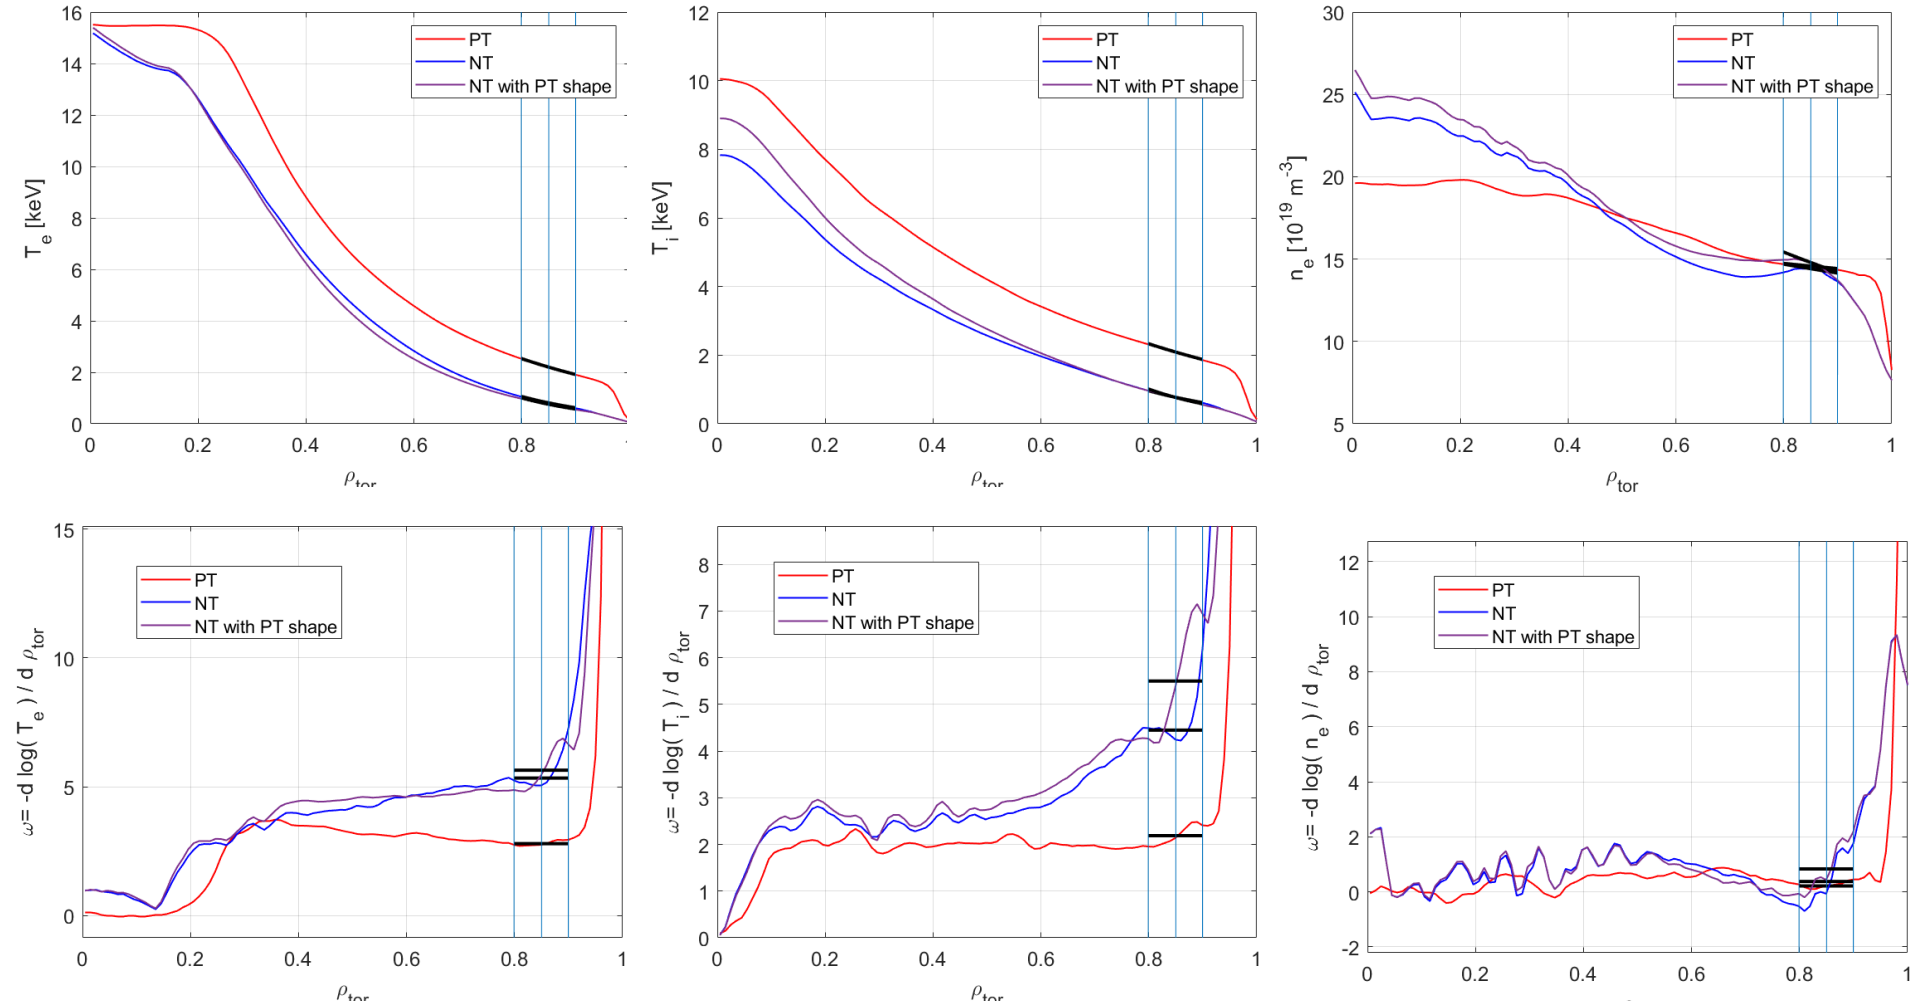 16
14
12
10
8
6
4
2
0
T_e [keV]
PT
NT
NT with PT shape
0 0.2 0.4 0.6 0.8
ρ_tor
12
10
8
6
4
2
0
T_i [keV]
PT
NT
NT with PT shape
0 0.2 0.4 0.6 0.8 1
ρ_tor
30
25
20
15
10
5
n_e [10^19 m^-3]
PT
NT
NT with PT shape
0 0.2 0.4 0.6 0.8 1
ρ_tor
15
10
5
0
ω= -d log( T_e ) / d ρ_tor
PT
NT
NT with PT shape
0 0.2 0.4 0.6 0.8 1
ρ_tor
8
7
6
5
4
3
2
1
0
ω= -d log( T_i ) / d ρ_tor
PT
NT
NT with PT shape
0 0.2 0.4 0.6 0.8 1
ρ_tor
12
10
8
6
4
2
0
-2
ω= -d log( n_e ) / d ρ_tor
PT
NT
NT with PT shape
0 0.2 0.4 0.6 0.8 1